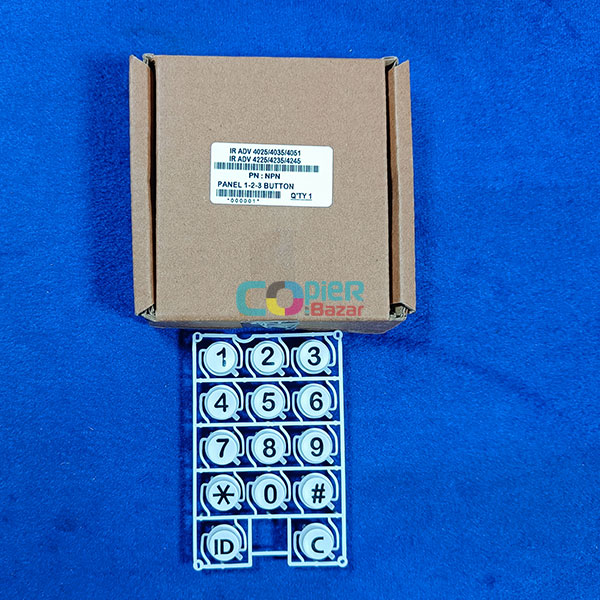 IR ADV 4025/4035/4051
IR ADV 4225/4235/4245
PN : NPN
PANEL 1-2-3 BUTTON
Q'TY 1
*000001*
COPIER
Bazar
1 2 3
4 5 6
7 8 9
* 0 #
ID C